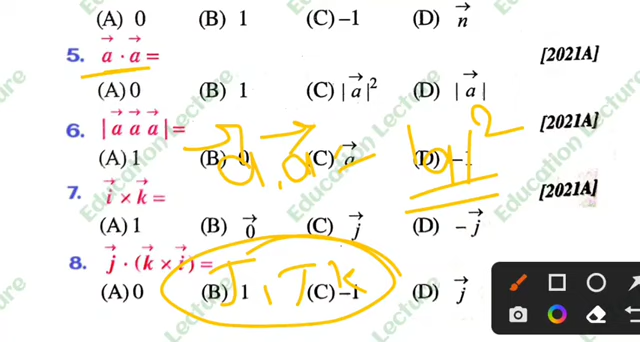 (A) 0 (B) 1 (C) –1 (D) n⃗
5. a⃗ · a⃗ = [2021A]
(A) 0 (B) 1 (C) |a⃗|² (D) |a⃗|
6. |a⃗ a⃗ a⃗| = [2021A]
(A) 1 (B) 0 (C) a⃗ (D) –1
a⃗ . a⃗ = |a|²
7. i⃗ × k⃗ = [2021A]
(A) 1 (B) 0⃗ (C) j⃗ (D) –j⃗
8. j⃗ · (k⃗ × i⃗) =
(A) 0 (B) 1 (C) –1 (D) j⃗
Education Lecture